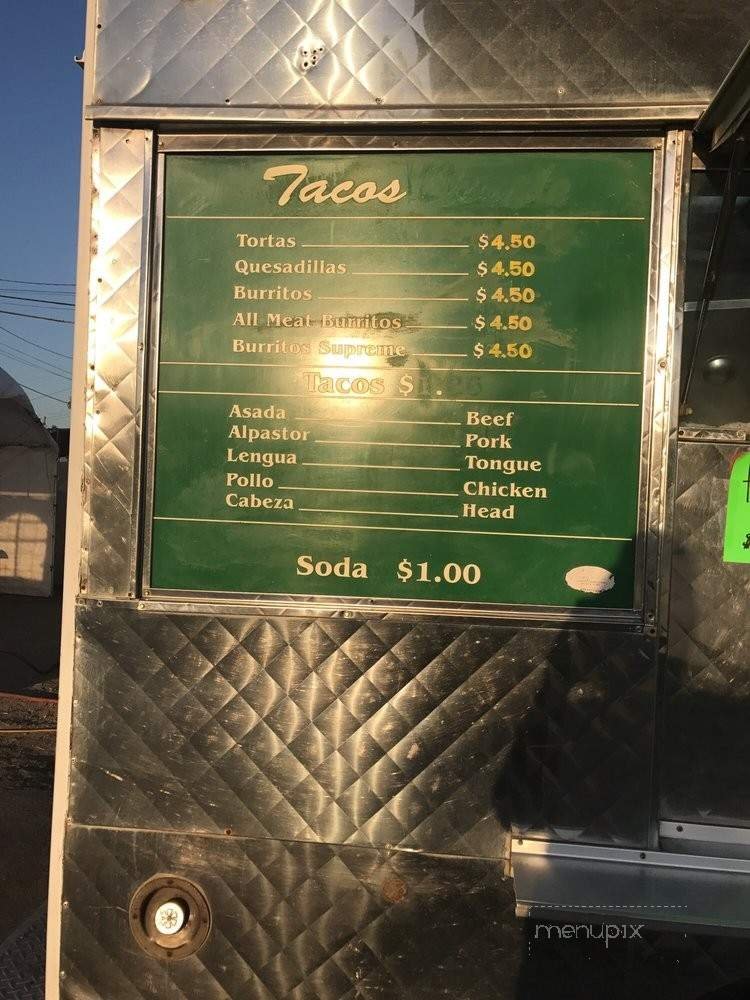 Tacos
Tortas $4.50
Quesadillas $4.50
Burritos $4.50
All Meat Burritos $4.50
Burritos Supreme $4.50
Tacos
Asada Beef
Alpastor Pork
Lengua Tongue
Pollo Chicken
Cabeza Head
Soda $1.00
menupix